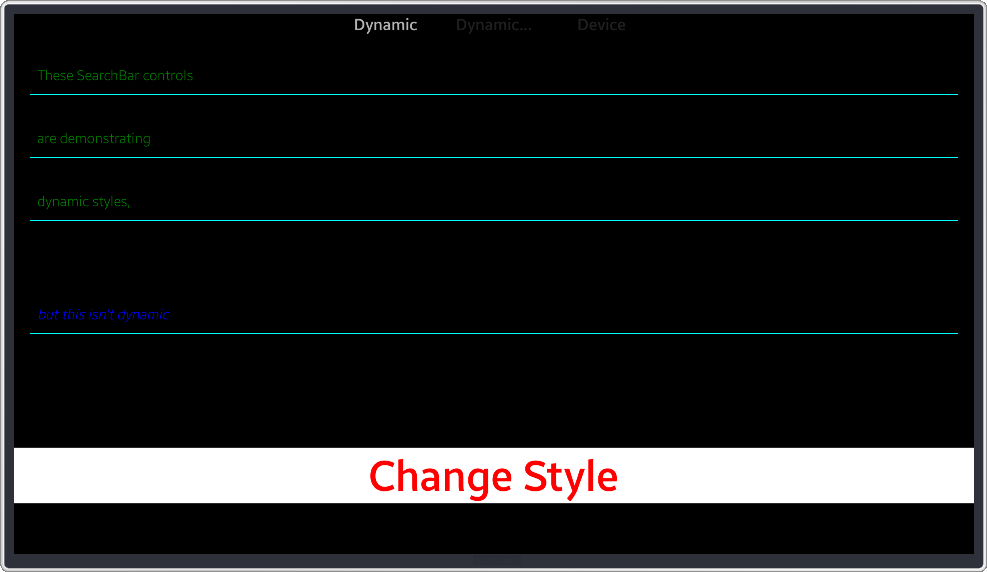 Dynamic Dynamic... Device
These SearchBar controls
are demonstrating
dynamic styles,
but this isn't dynamic
Change Style